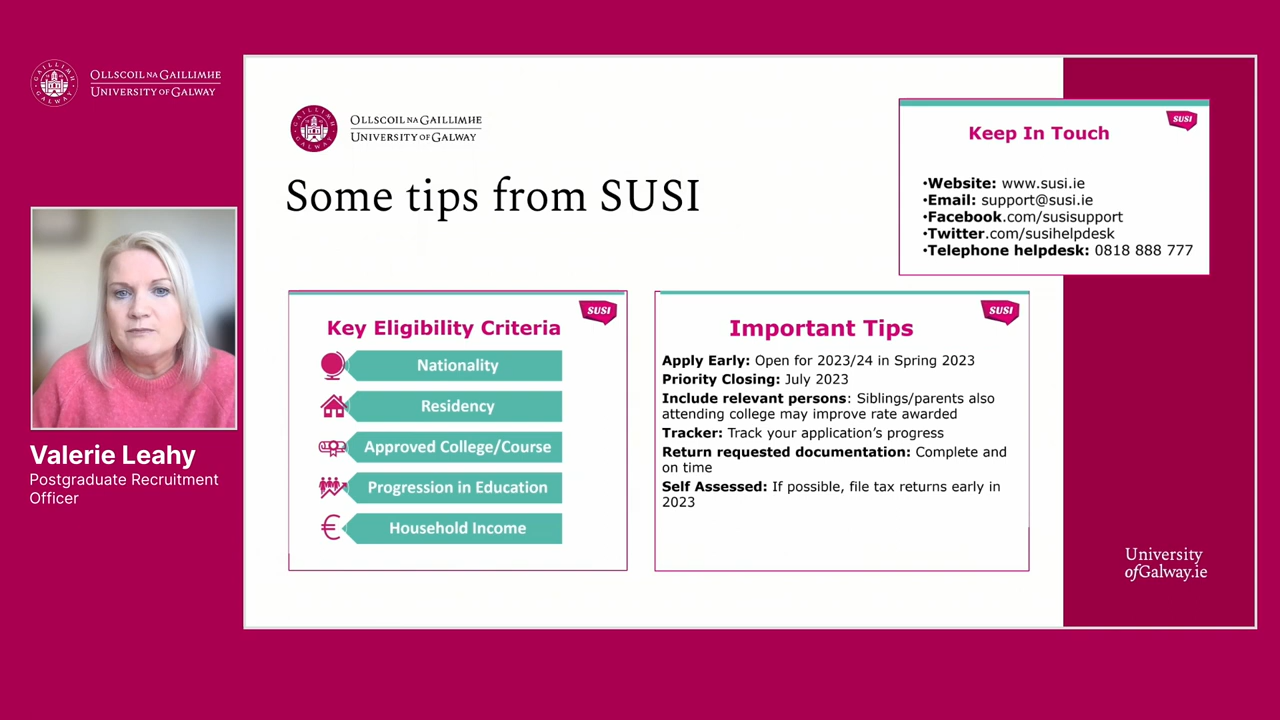 OLLSCOIL NA GAILLIMHE
UNIVERSITY OF GALWAY
Valerie Leahy
Postgraduate Recruitment
Officer
OLLSCOIL NA GAILLIMHE
UNIVERSITY OF GALWAY
Some tips from SUSI
SUSI
Keep In Touch
•Website: www.susi.ie
•Email: support@susi.ie
•Facebook.com/susisupport
•Twitter.com/susihelpdesk
•Telephone helpdesk: 0818 888 777
SUSI
Key Eligibility Criteria
Nationality
Residency
Approved College/Course
Progression in Education
€
Household Income
SUSI
Important Tips
Apply Early: Open for 2023/24 in Spring 2023
Priority Closing: July 2023
Include relevant persons: Siblings/parents also
attending college may improve rate awarded
Tracker: Track your application’s progress
Return requested documentation: Complete and
on time
Self Assessed: If possible, file tax returns early in
2023
University
ofGalway.ie